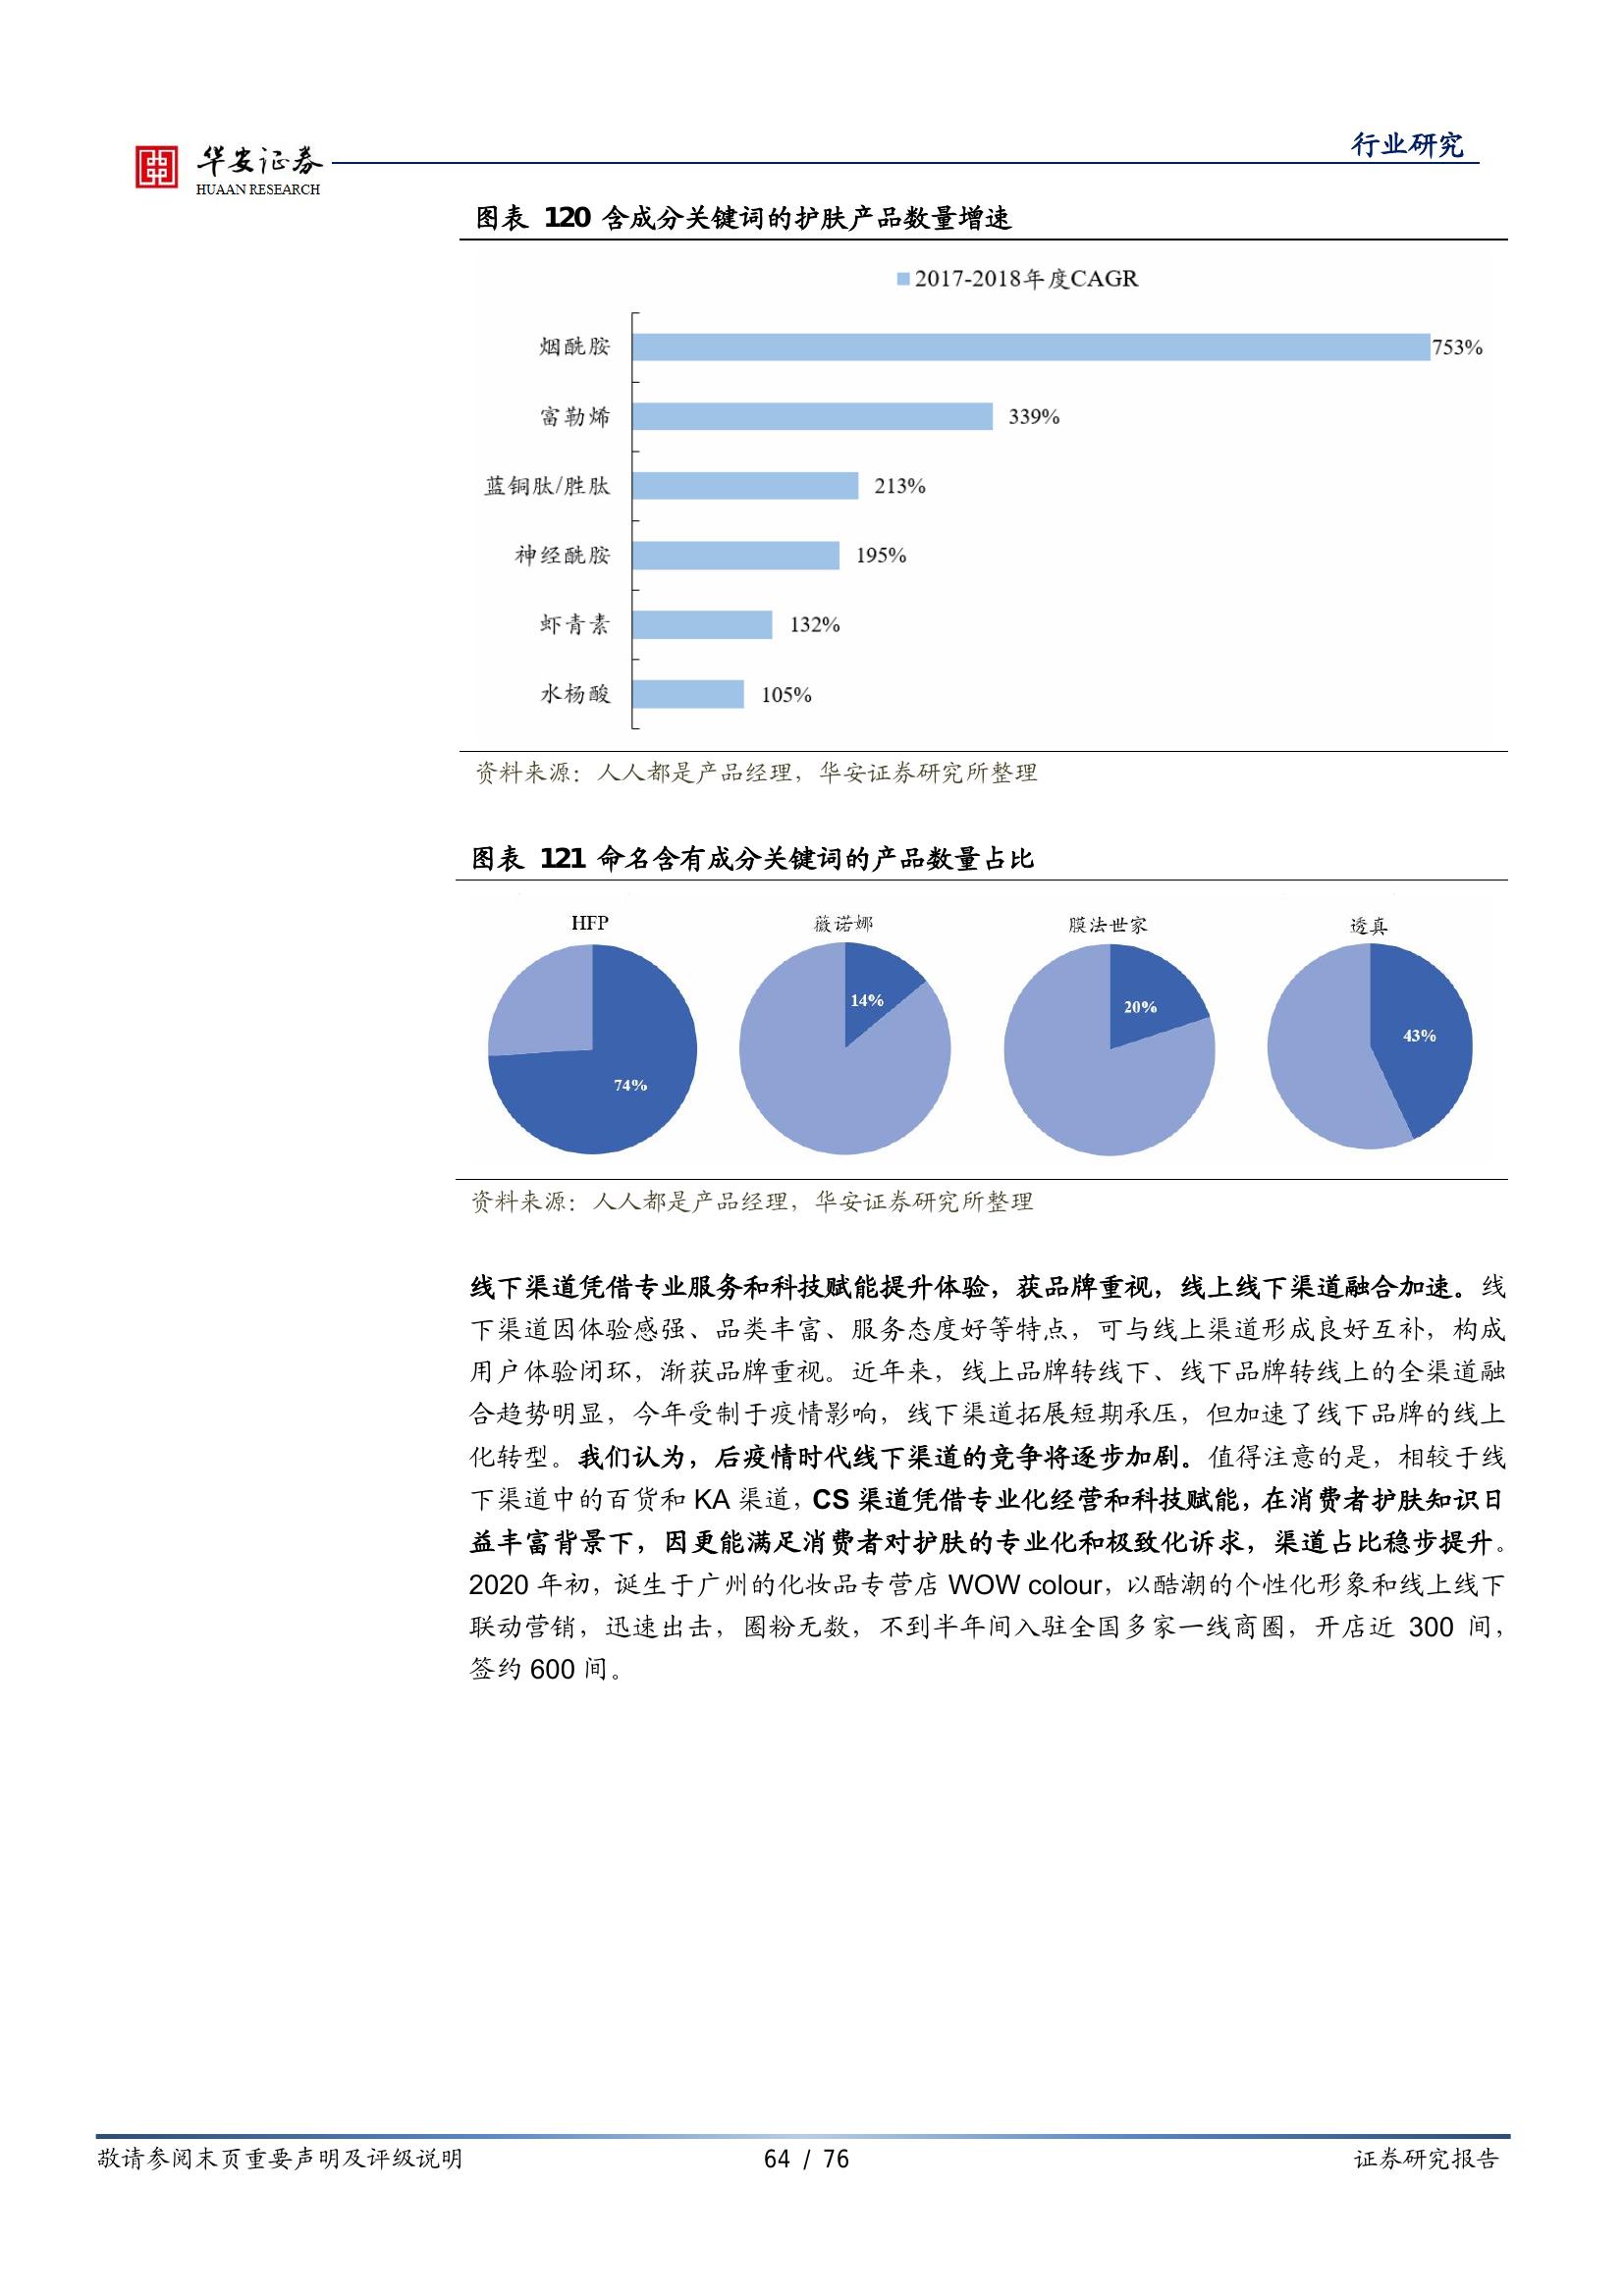 华安证券
HUAAN RESEARCH
行业研究
图表 120 含成分关键词的护肤产品数量增速
2017-2018年度CAGR
烟酰胺 753%
富勒烯 339%
蓝铜肽/胜肽 213%
神经酰胺 195%
虾青素 132%
水杨酸 105%
资料来源：人人都是产品经理，华安证券研究所整理
图表 121 命名含有成分关键词的产品数量占比
HFP 薇诺娜 膜法世家 透真
74% 14% 20% 43%
资料来源：人人都是产品经理，华安证券研究所整理
线下渠道凭借专业服务和科技赋能提升体验，获品牌重视，线上线下渠道融合加速。线
下渠道因体验感强、品类丰富、服务态度好等特点，可与线上渠道形成良好互补，构成
用户体验闭环，渐获品牌重视。近年来，线上品牌转线下、线下品牌转线上的全渠道融
合趋势明显，今年受制于疫情影响，线下渠道拓展短期承压，但加速了线下品牌的线上
化转型。我们认为，后疫情时代线下渠道的竞争将逐步加剧。值得注意的是，相较于线
下渠道中的百货和 KA 渠道，CS 渠道凭借专业化经营和科技赋能，在消费者护肤知识日
益丰富背景下，因更能满足消费者对护肤的专业化和极致化诉求，渠道占比稳步提升。
2020 年初，诞生于广州的化妆品专营店 WOW colour，以酷潮的个性化形象和线上线下
联动营销，迅速出击，圈粉无数，不到半年间入驻全国多家一线商圈，开店近 300 间，
签约 600 间。
敬请参阅末页重要声明及评级说明 64 / 76 证券研究报告